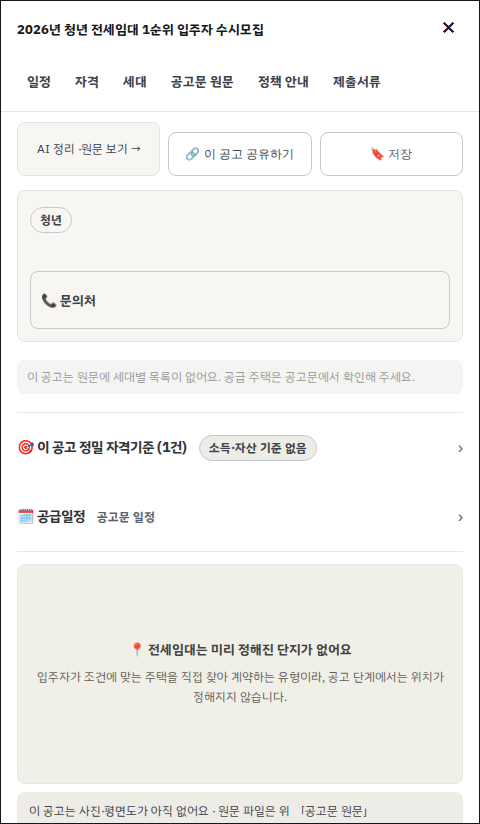 2026년 청년 전세임대 1순위 입주자 수시모집 ✕
일정 자격 세대 공고문 원문 정책 안내 제출서류
AI 정리 ·원문 보기 → 🔗 이 공고 공유하기 🔖 저장
청년
📞 문의처
이 공고는 원문에 세대별 목록이 없어요. 공급 주택은 공고문에서 확인해 주세요.
🎯 이 공고 정밀 자격기준 (1건) 소득·자산 기준 없음 ›
🗓️ 공급일정 공고문 일정 ›
📍 전세임대는 미리 정해진 단지가 없어요
입주자가 조건에 맞는 주택을 직접 찾아 계약하는 유형이라, 공고 단계에서는 위치가
정해지지 않습니다.
이 공고는 사진·평면도가 아직 없어요 · 원문 파일은 위 「공고문 원문」